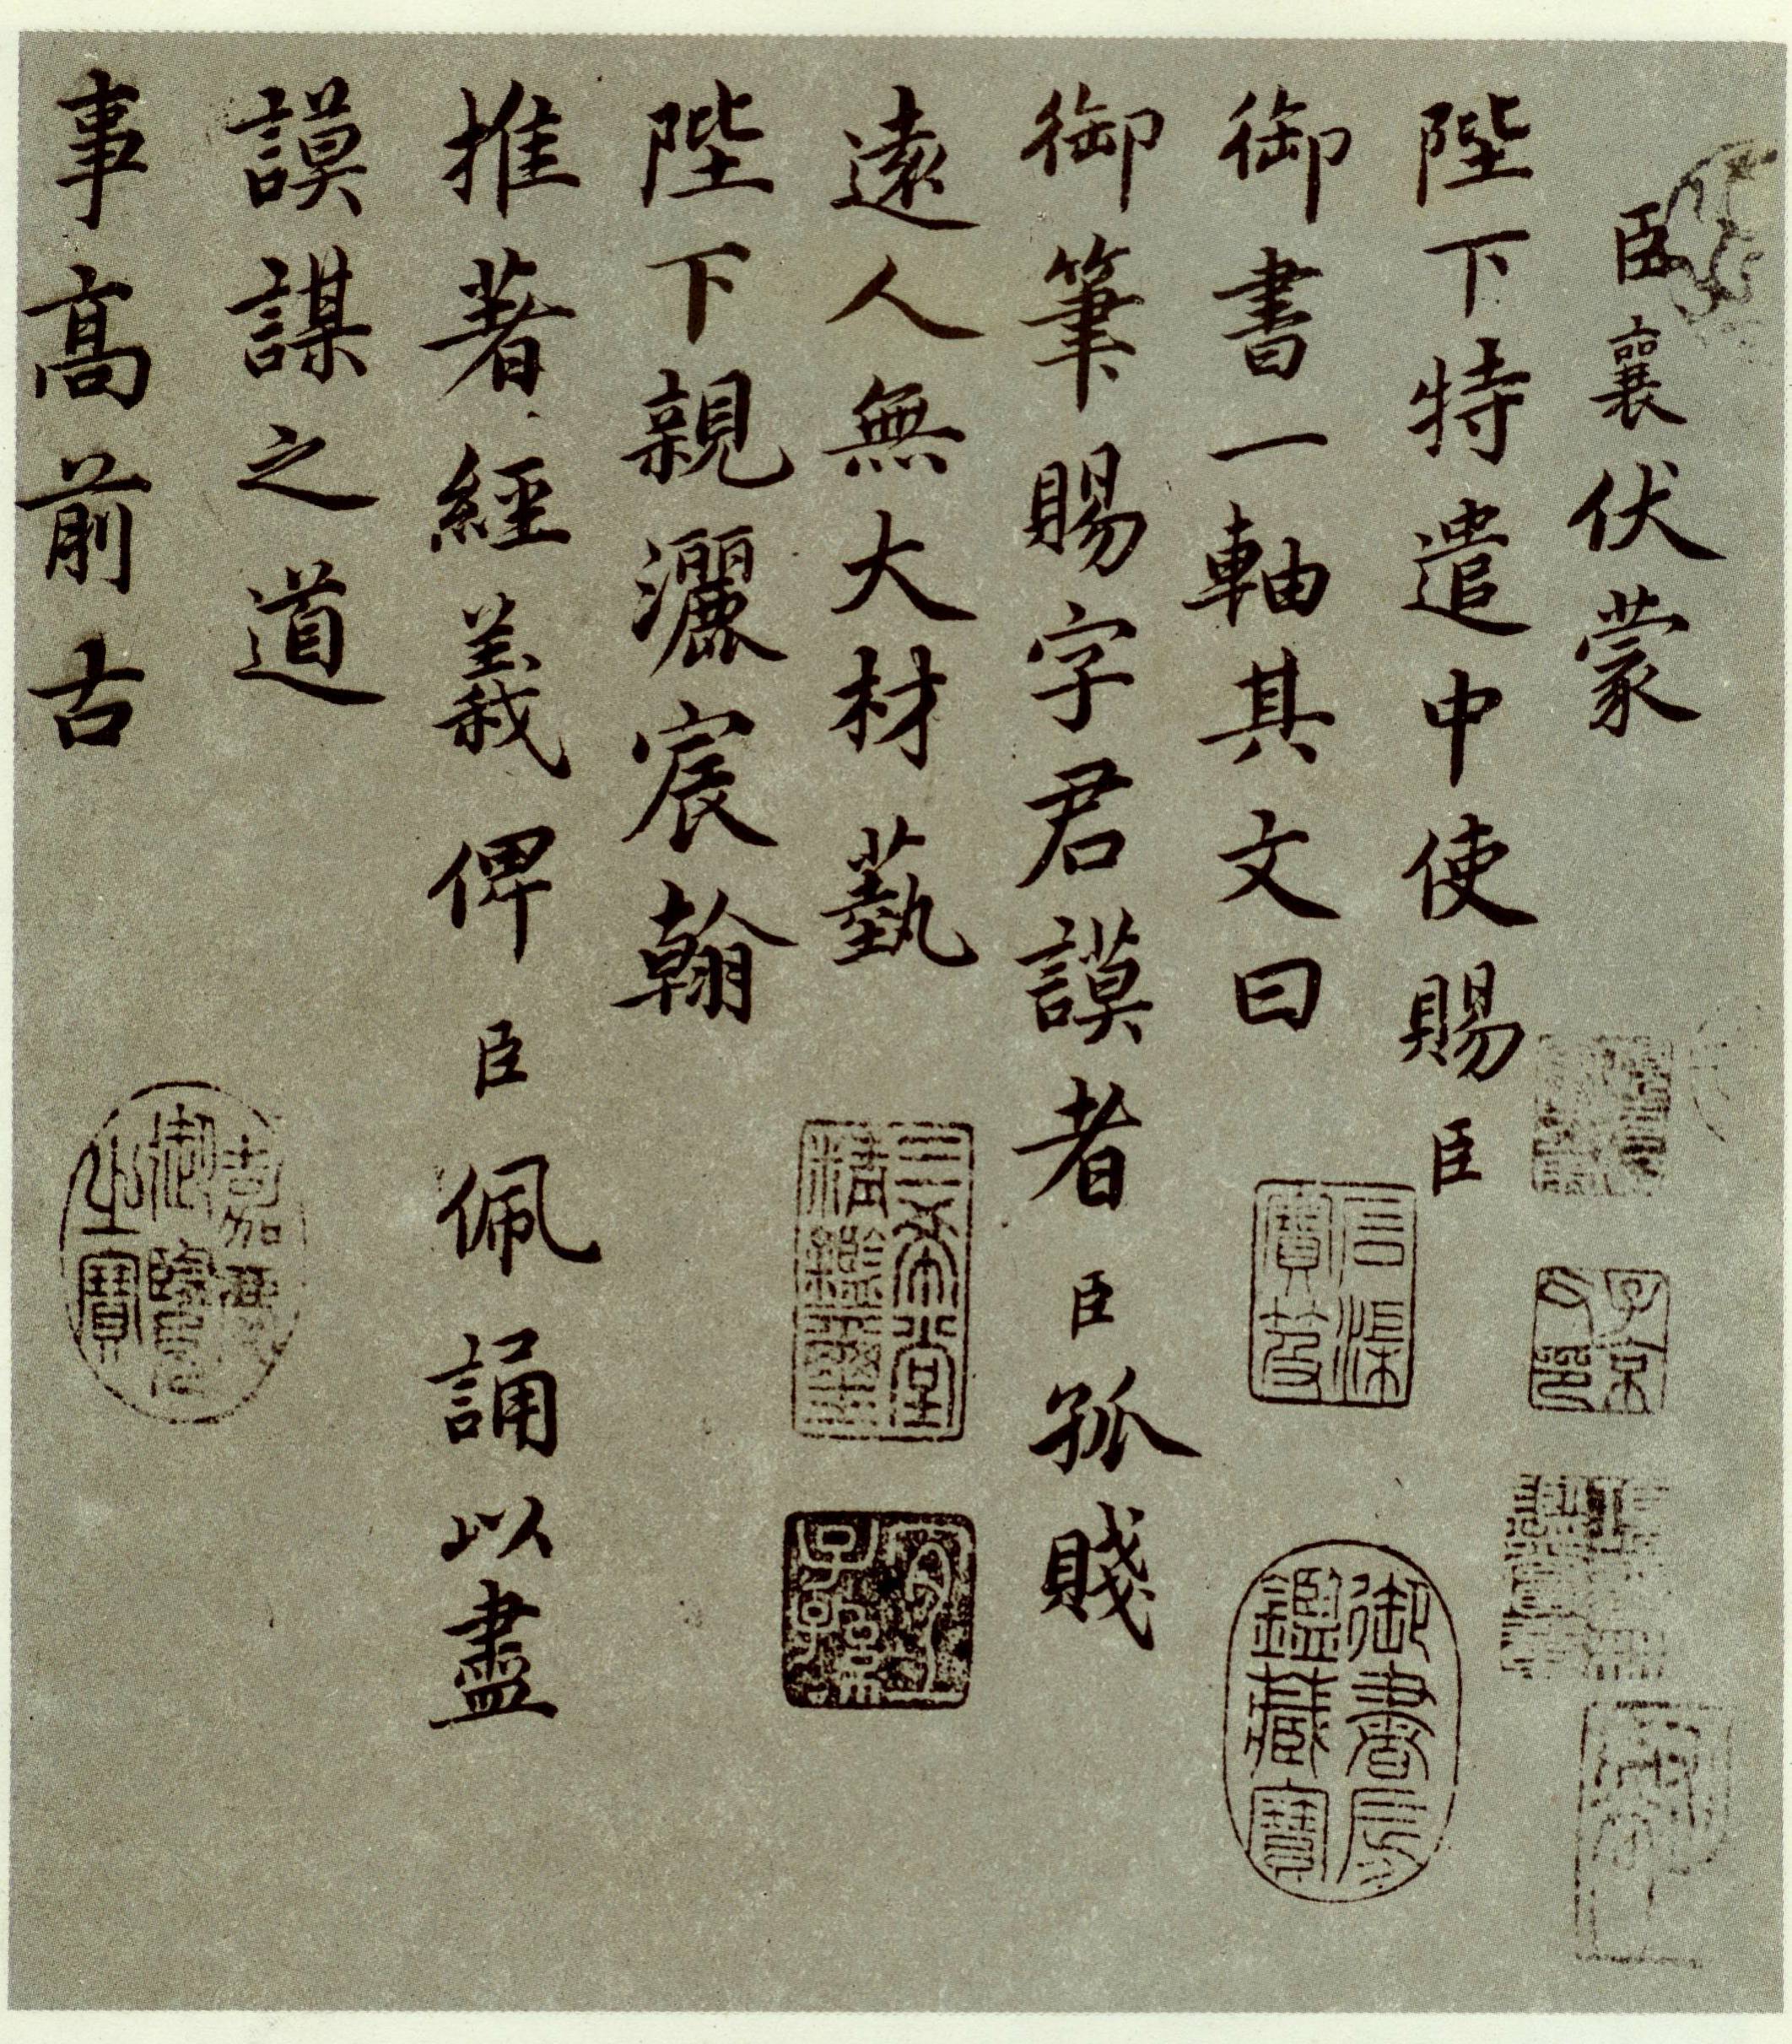 臣襄伏蒙
陛下特遣中使賜臣
御書一軸其文曰
御筆賜字君謨者臣孤賤
遠人無大材藝
陛下親灑宸翰
推著經義俾臣佩誦以盡
謨謀之道
事高前古
石渠寶笈
御書房鑑藏寶
三希堂精鑑璽
宜子孫
嘉慶御覽之寶